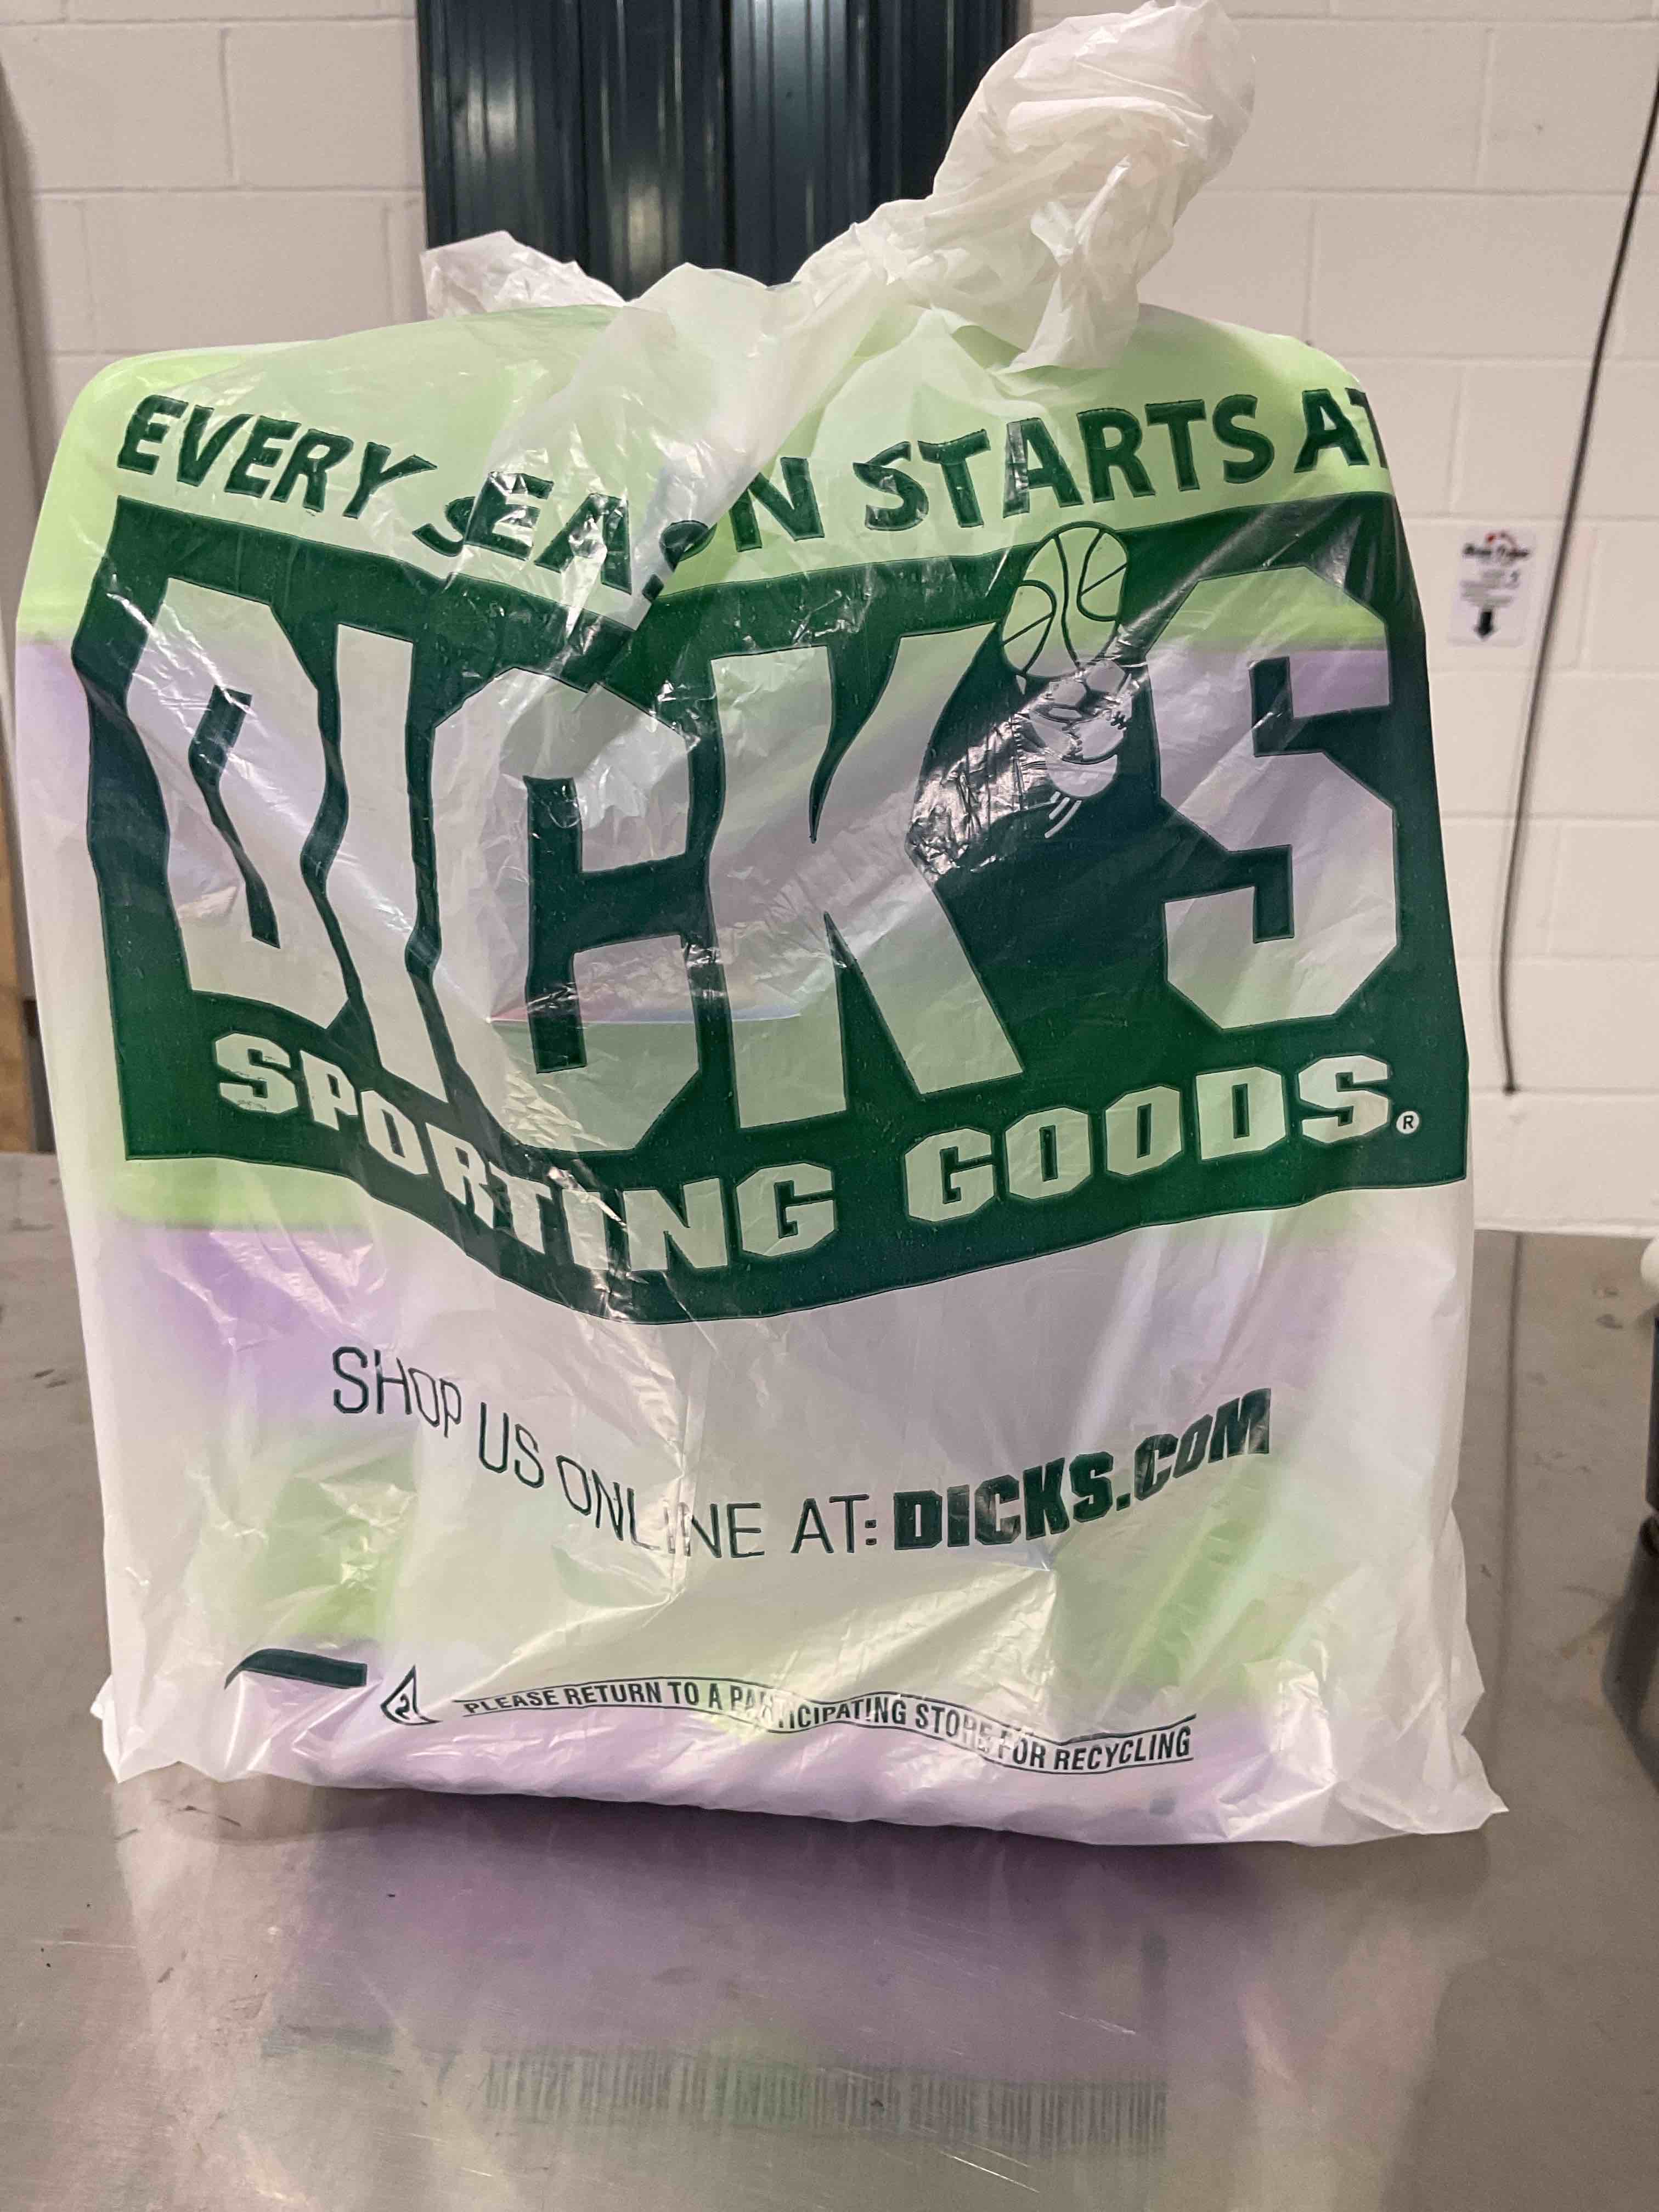 EVERY SEASON STARTS AT
DICK'S
SPORTING GOODS®
SHOP US ONLINE AT: DICKS.COM
2 PLEASE RETURN TO A PARTICIPATING STORE FOR RECYCLING